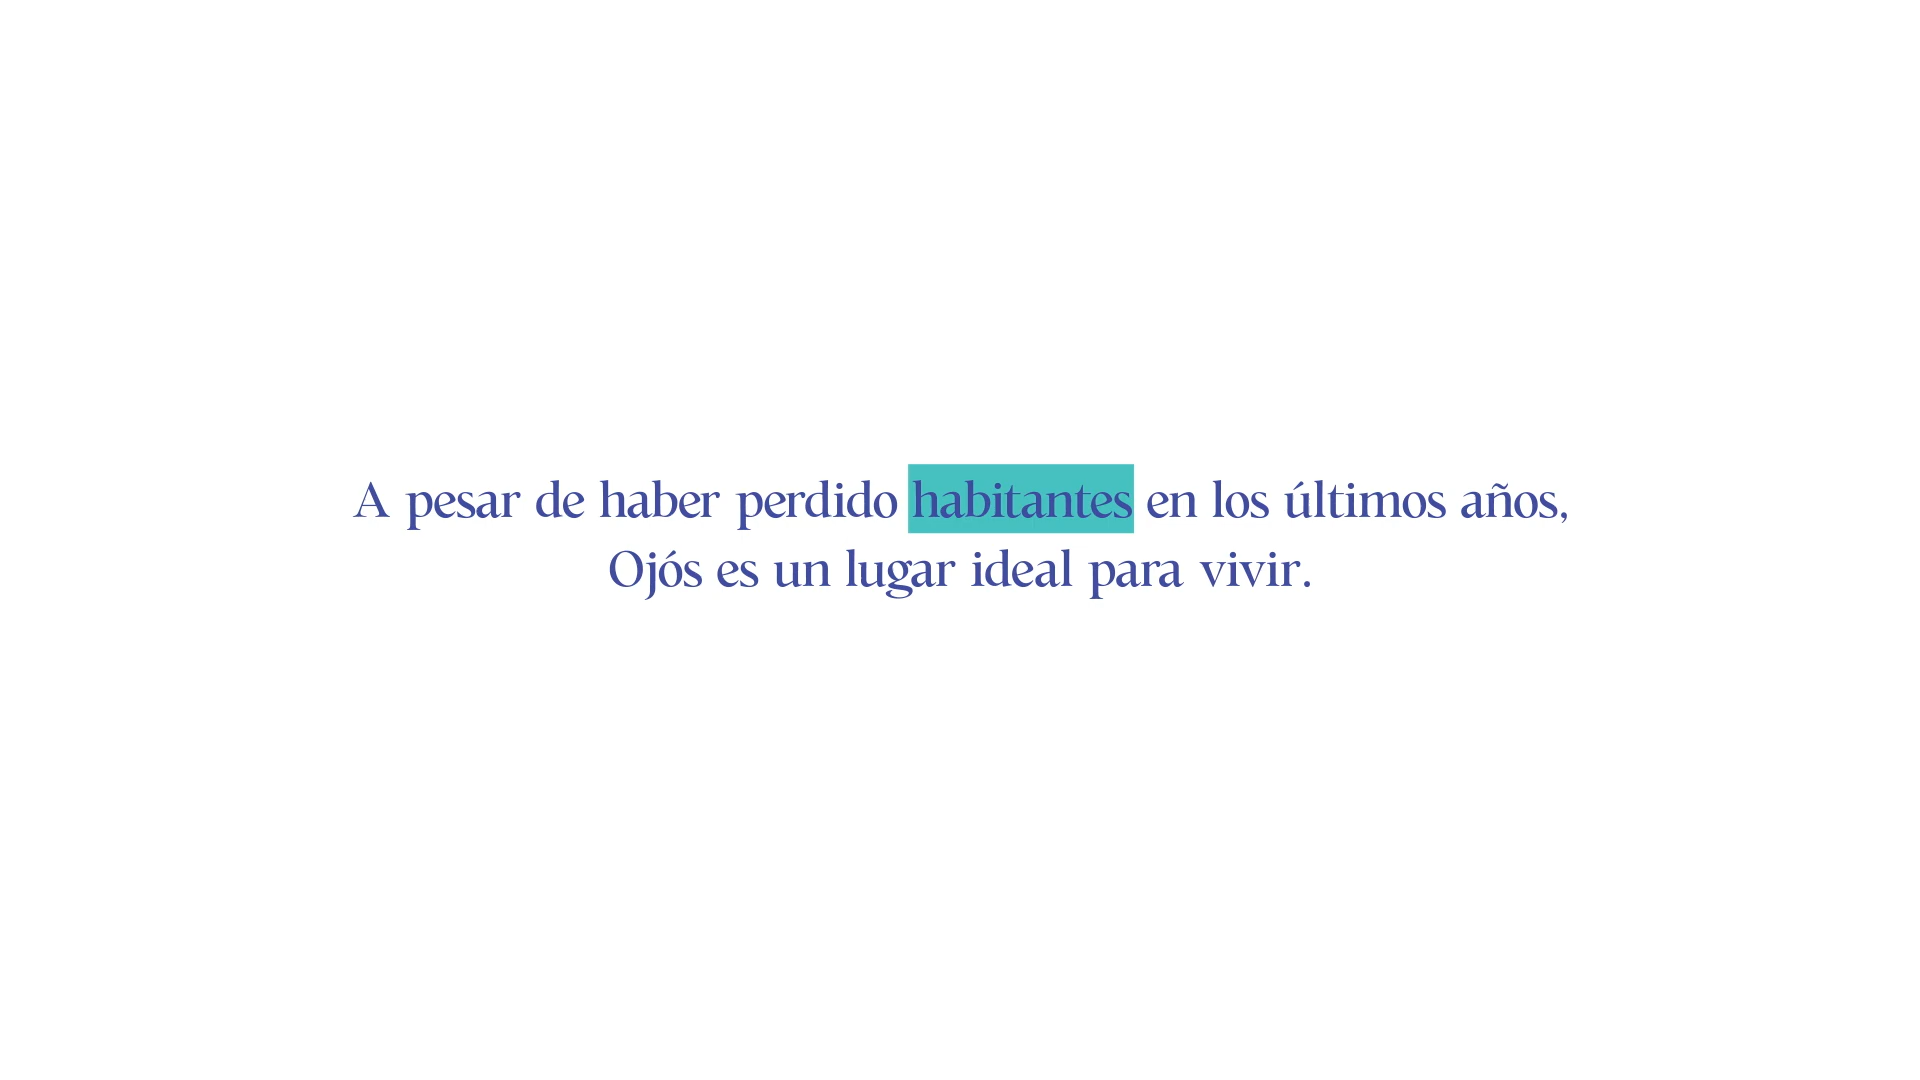 A pesar de haber perdido habitantes en los últimos años,
Ojós es un lugar ideal para vivir.